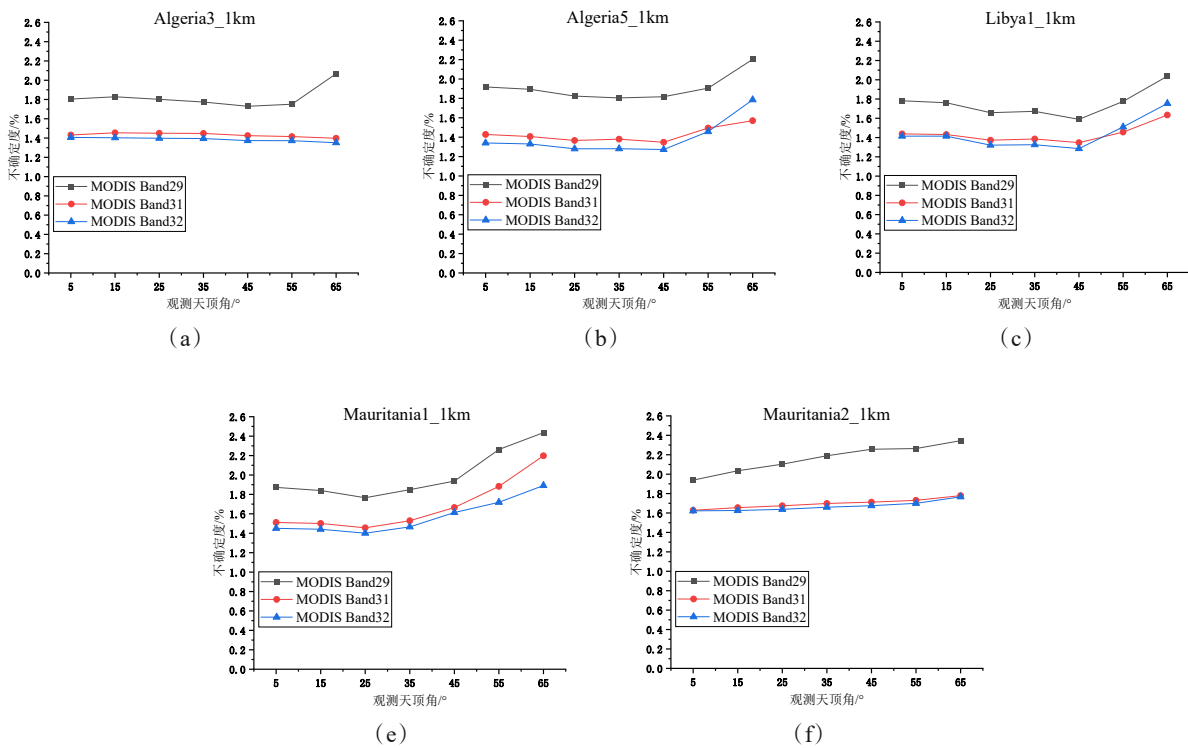 Algeria3_1km
2.6
2.4
2.2
2.0
1.8
1.6
1.4
1.2
1.0
0.8
0.6
0.4
0.2
0.0
不确定度/%
MODIS Band29
MODIS Band31
MODIS Band32
5 15 25 35 45 55 65
观测天顶角/°
(a)
Algeria5_1km
2.6
2.4
2.2
2.0
1.8
1.6
1.4
1.2
1.0
0.8
0.6
0.4
0.2
0.0
不确定度/%
MODIS Band29
MODIS Band31
MODIS Band32
5 15 25 35 45 55 65
观测天顶角/°
(b)
Libya1_1km
2.6
2.4
2.2
2.0
1.8
1.6
1.4
1.2
1.0
0.8
0.6
0.4
0.2
0.0
不确定度/%
MODIS Band29
MODIS Band31
MODIS Band32
5 15 25 35 45 55 65
观测天顶角/°
(c)
Mauritania1_1km
2.6
2.4
2.2
2.0
1.8
1.6
1.4
1.2
1.0
0.8
0.6
0.4
0.2
0.0
不确定度/%
MODIS Band29
MODIS Band31
MODIS Band32
5 15 25 35 45 55 65
观测天顶角/°
(e)
Mauritania2_1km
2.6
2.4
2.2
2.0
1.8
1.6
1.4
1.2
1.0
0.8
0.6
0.4
0.2
0.0
不确定度/%
MODIS Band29
MODIS Band31
MODIS Band32
5 15 25 35 45 55 65
观测天顶角/°
(f)